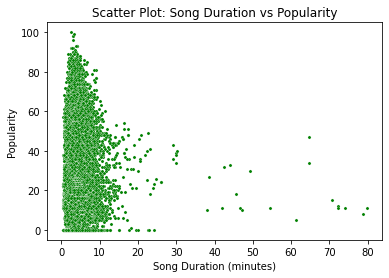 Scatter Plot: Song Duration vs Popularity
100
80
60
40
20
0
Popularity
0 10 20 30 40 50 60 70 80
Song Duration (minutes)